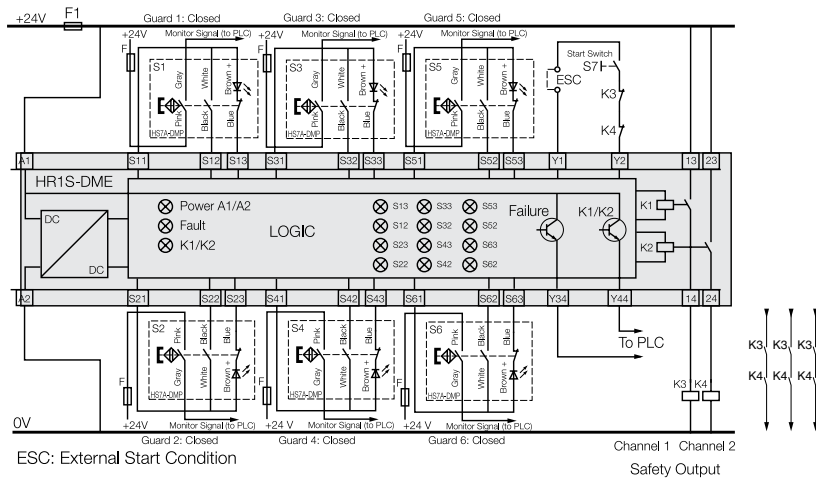 +24V F1
Guard 1: Closed Guard 3: Closed Guard 5: Closed
+24V Monitor Signal (to PLC) +24V Monitor Signal (to PLC) +24V Monitor Signal (to PLC)
F F F
Start Switch
S1 S3 S5 S7
Gray White Brown + Gray White Brown + Gray White Brown +
ESC K3
Pink Black Blue Pink Black Blue Pink Black Blue
K4
HS7A-DMP HS7A-DMP HS7A-DMP
A1 S11 S12 S13 S31 S32 S33 S51 S52 S53 Y1 Y2 13 23
HR1S-DME
DC DC
Power A1/A2
Fault
K1/K2
LOGIC
S13 S33 S53
S12 S32 S52
S23 S43 S63
S22 S42 S62
Failure K1/K2
K1
K2
A2 S21 S22 S23 S41 S42 S43 S61 S62 S63 Y34 Y44 14 24
S2 S4 S6
Pink Black Blue Pink Black Blue Pink Black Blue
To PLC
K3 K3 K3
Gray White Brown + Gray White Brown + Gray White Brown +
K4 K4 K4
F F F
HS7A-DMP HS7A-DMP HS7A-DMP
K3 K4
+24V Monitor Signal (to PLC) +24 V Monitor Signal (to PLC) +24 V Monitor Signal (to PLC)
0V
Guard 2: Closed Guard 4: Closed Guard 6: Closed
Channel 1 Channel 2
ESC: External Start Condition
Safety Output